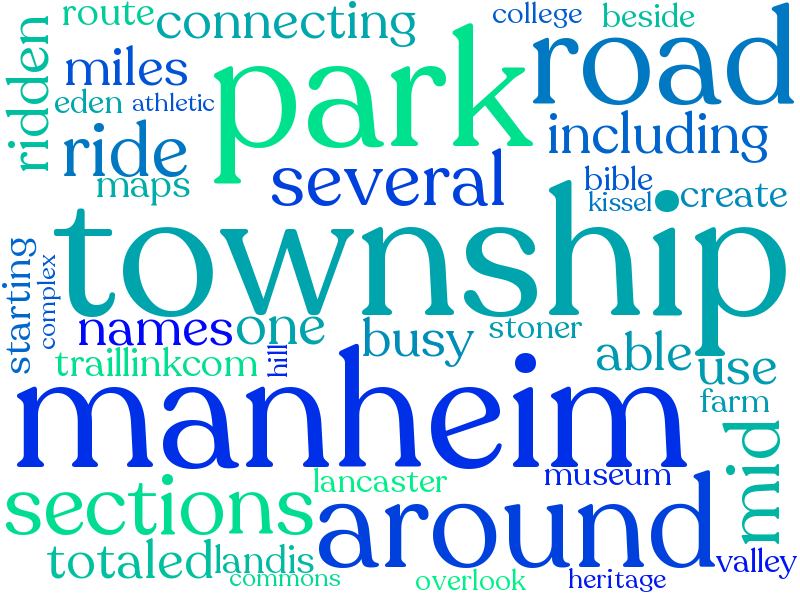 route
connecting
college
beside
ridden
miles
park
road
eden
athletic
ride
including
maps
several
bible
kissel
create
township
starting
complex
names
one
busy
stoner
able
traillinkcom
hill
use
manheim
farm
mid
museum
lancaster
sections
around
totaled
landis
valley
commons
overlook
heritage